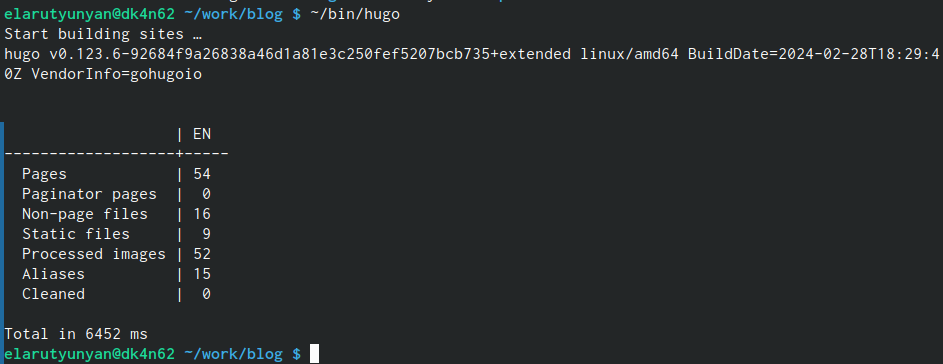 elarutyunyan@dk4n62 ~/work/blog $ ~/bin/hugo
Start building sites …
hugo v0.123.6-92684f9a26838a46d1a81e3c250fef5207bcb735+extended linux/amd64 BuildDate=2024-02-28T18:29:4
0Z VendorInfo=gohugoio
                   | EN
-------------------+-----
  Pages            | 54
  Paginator pages  |  0
  Non-page files   | 16
  Static files     |  9
  Processed images | 52
  Aliases          | 15
  Cleaned          |  0
Total in 6452 ms
elarutyunyan@dk4n62 ~/work/blog $